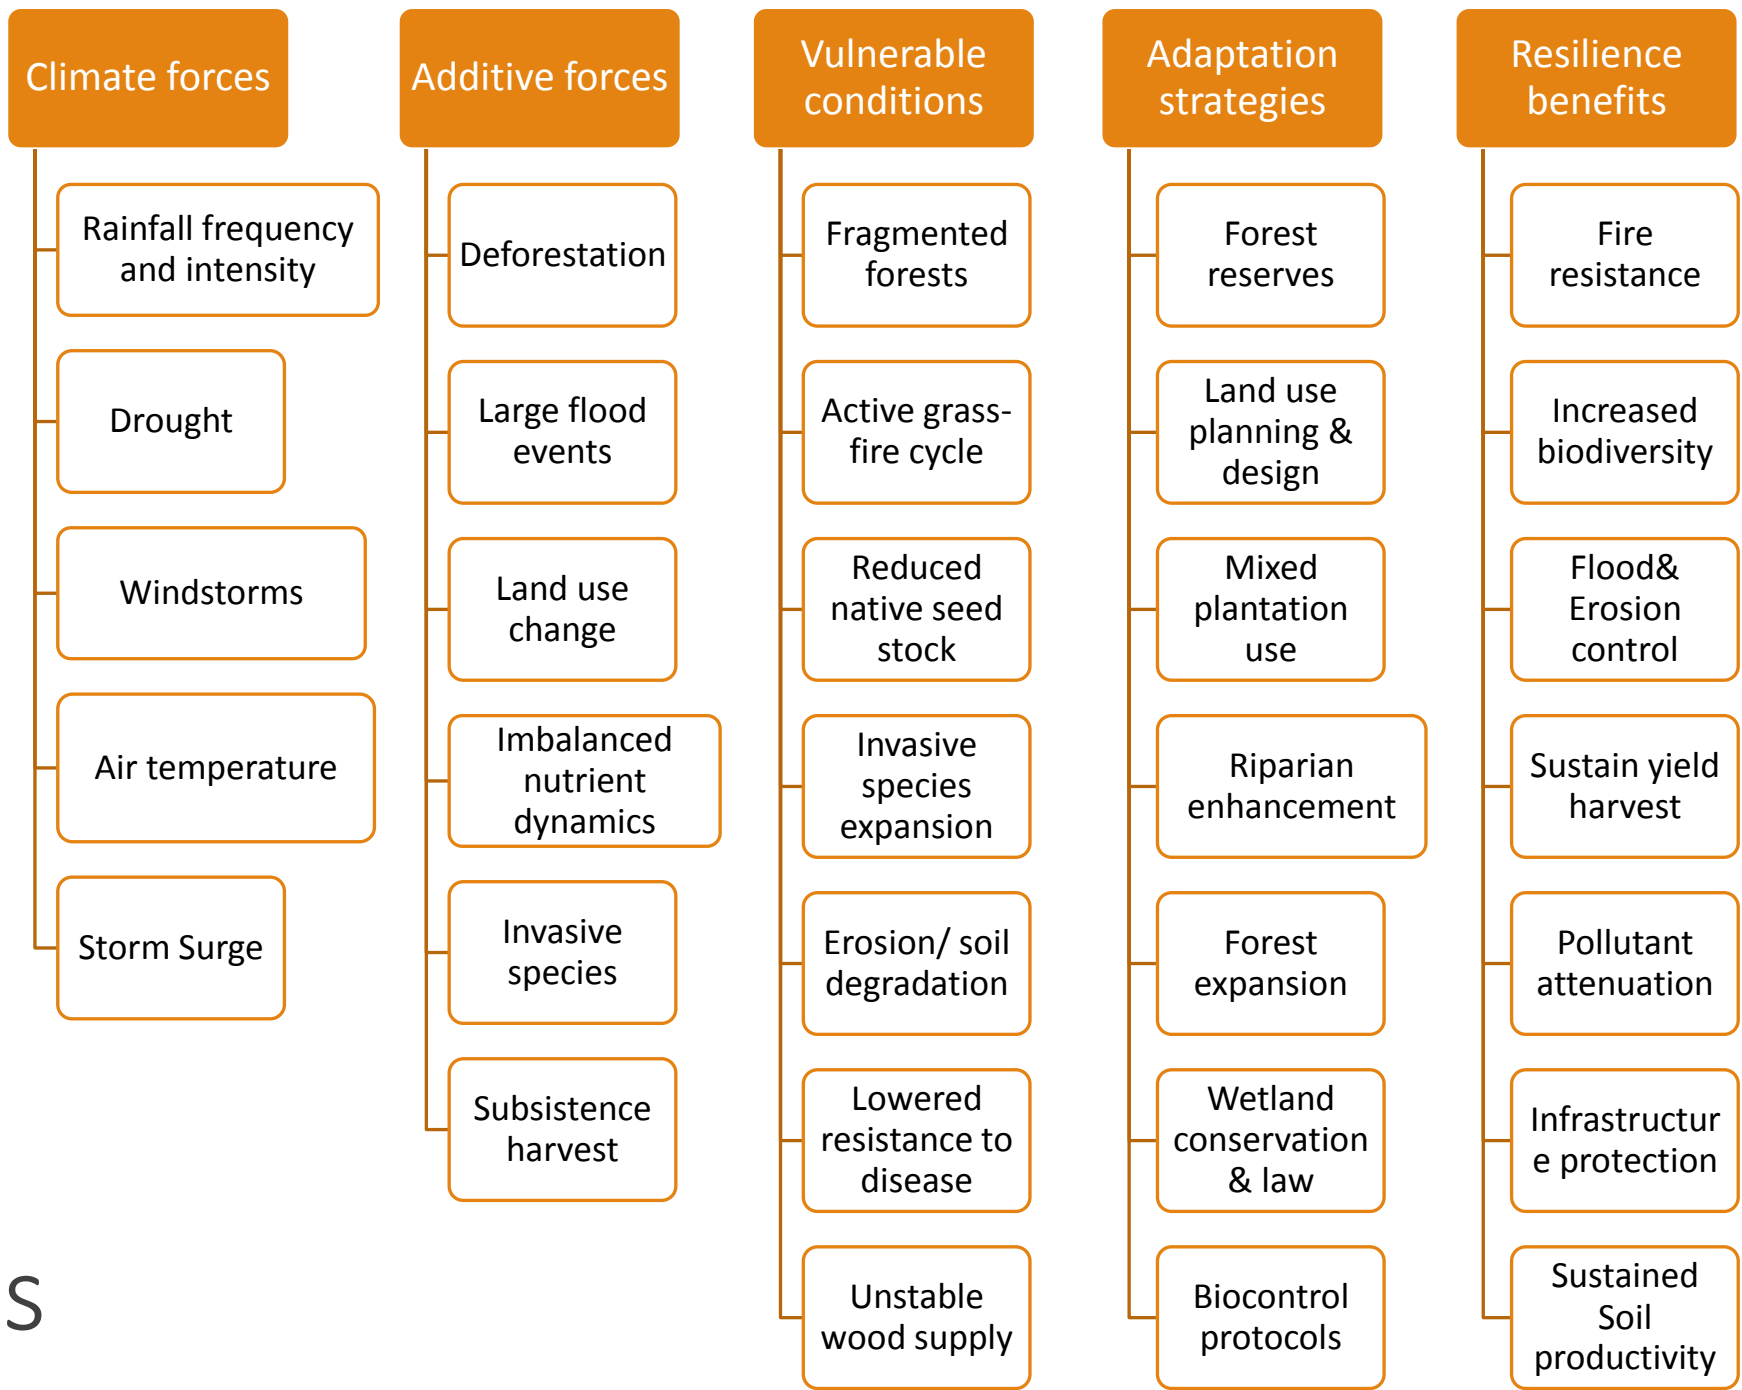 Climate forces
Rainfall frequency
and intensity
Drought
Windstorms
Air temperature
Storm Surge
Additive forces
Deforestation
Large flood
events
Land use
change
Imbalanced
nutrient
dynamics
Invasive
species
Subsistence
harvest
Vulnerable
conditions
Fragmented
forests
Active grass-
fire cycle
Reduced
native seed
stock
Invasive
species
expansion
Erosion/ soil
degradation
Lowered
resistance to
disease
Unstable
wood supply
Adaptation
strategies
Forest
reserves
Land use
planning &
design
Mixed
plantation
use
Riparian
enhancement
Forest
expansion
Wetland
conservation
& law
Biocontrol
protocols
Resilience
benefits
Fire
resistance
Increased
biodiversity
Flood&
Erosion
control
Sustain yield
harvest
Pollutant
attenuation
Infrastructur
e protection
Sustained
Soil
productivity
S